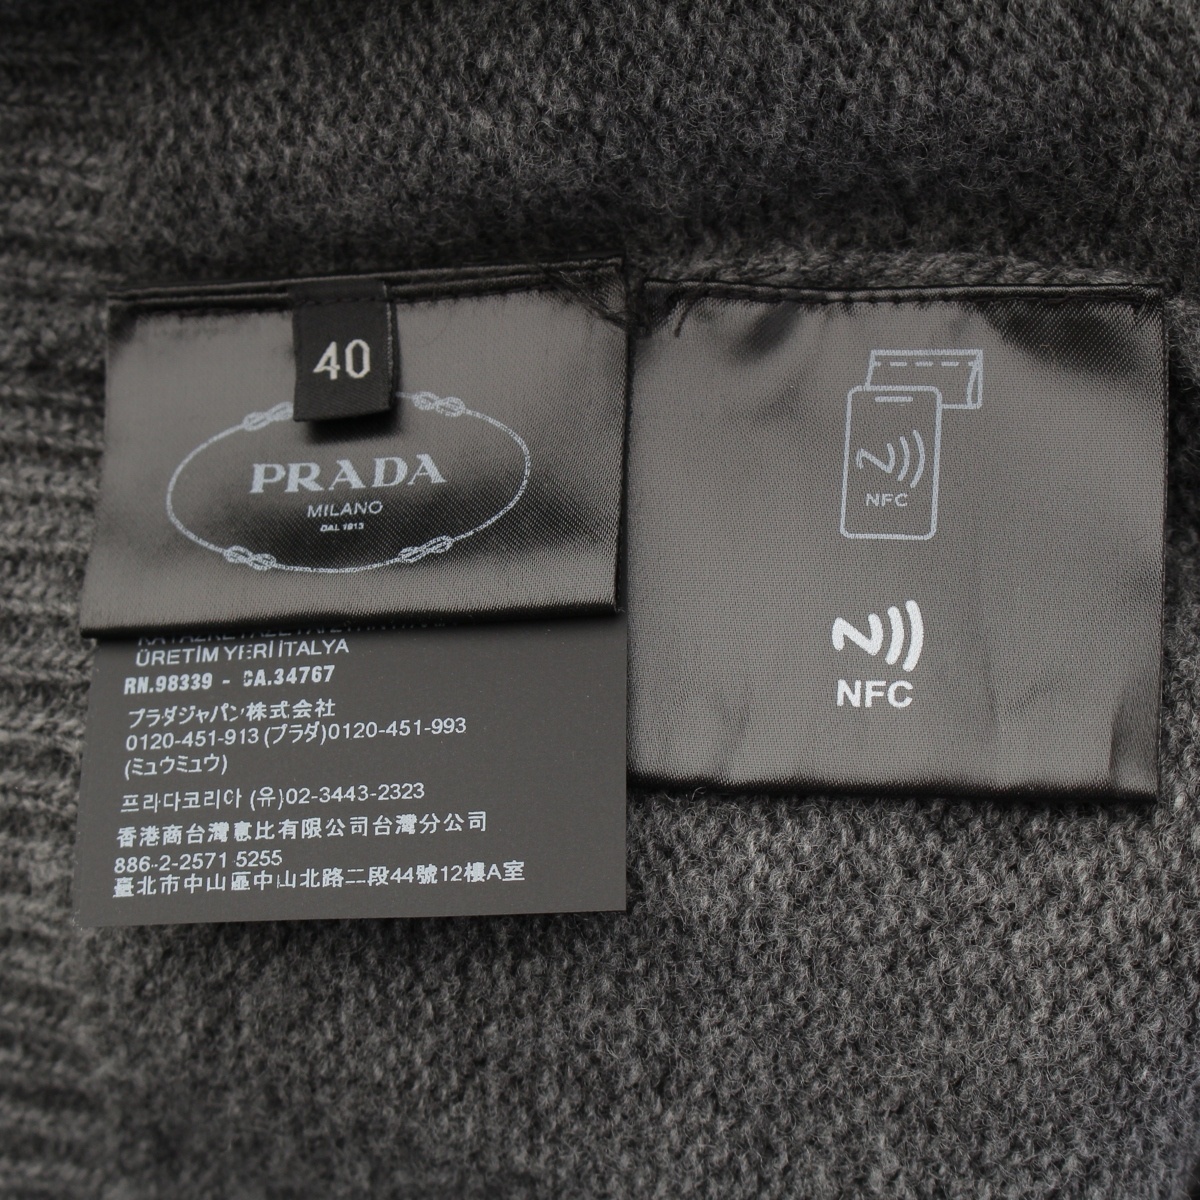 40
PRADA
MILANO
DAL 1913
ÜRETİM YERİ İTALYA
RN.98339 - CA.34767
プラダジャパン株式会社
0120-451-913 (プラダ)0120-451-993
(ミュウミュウ)
프라다코리아 (유)02-3443-2323
香港商台灣惠比有限公司台灣分公司
886-2-2571 5255
臺北市中山區中山北路二段44號12樓A室
NFC
NFC